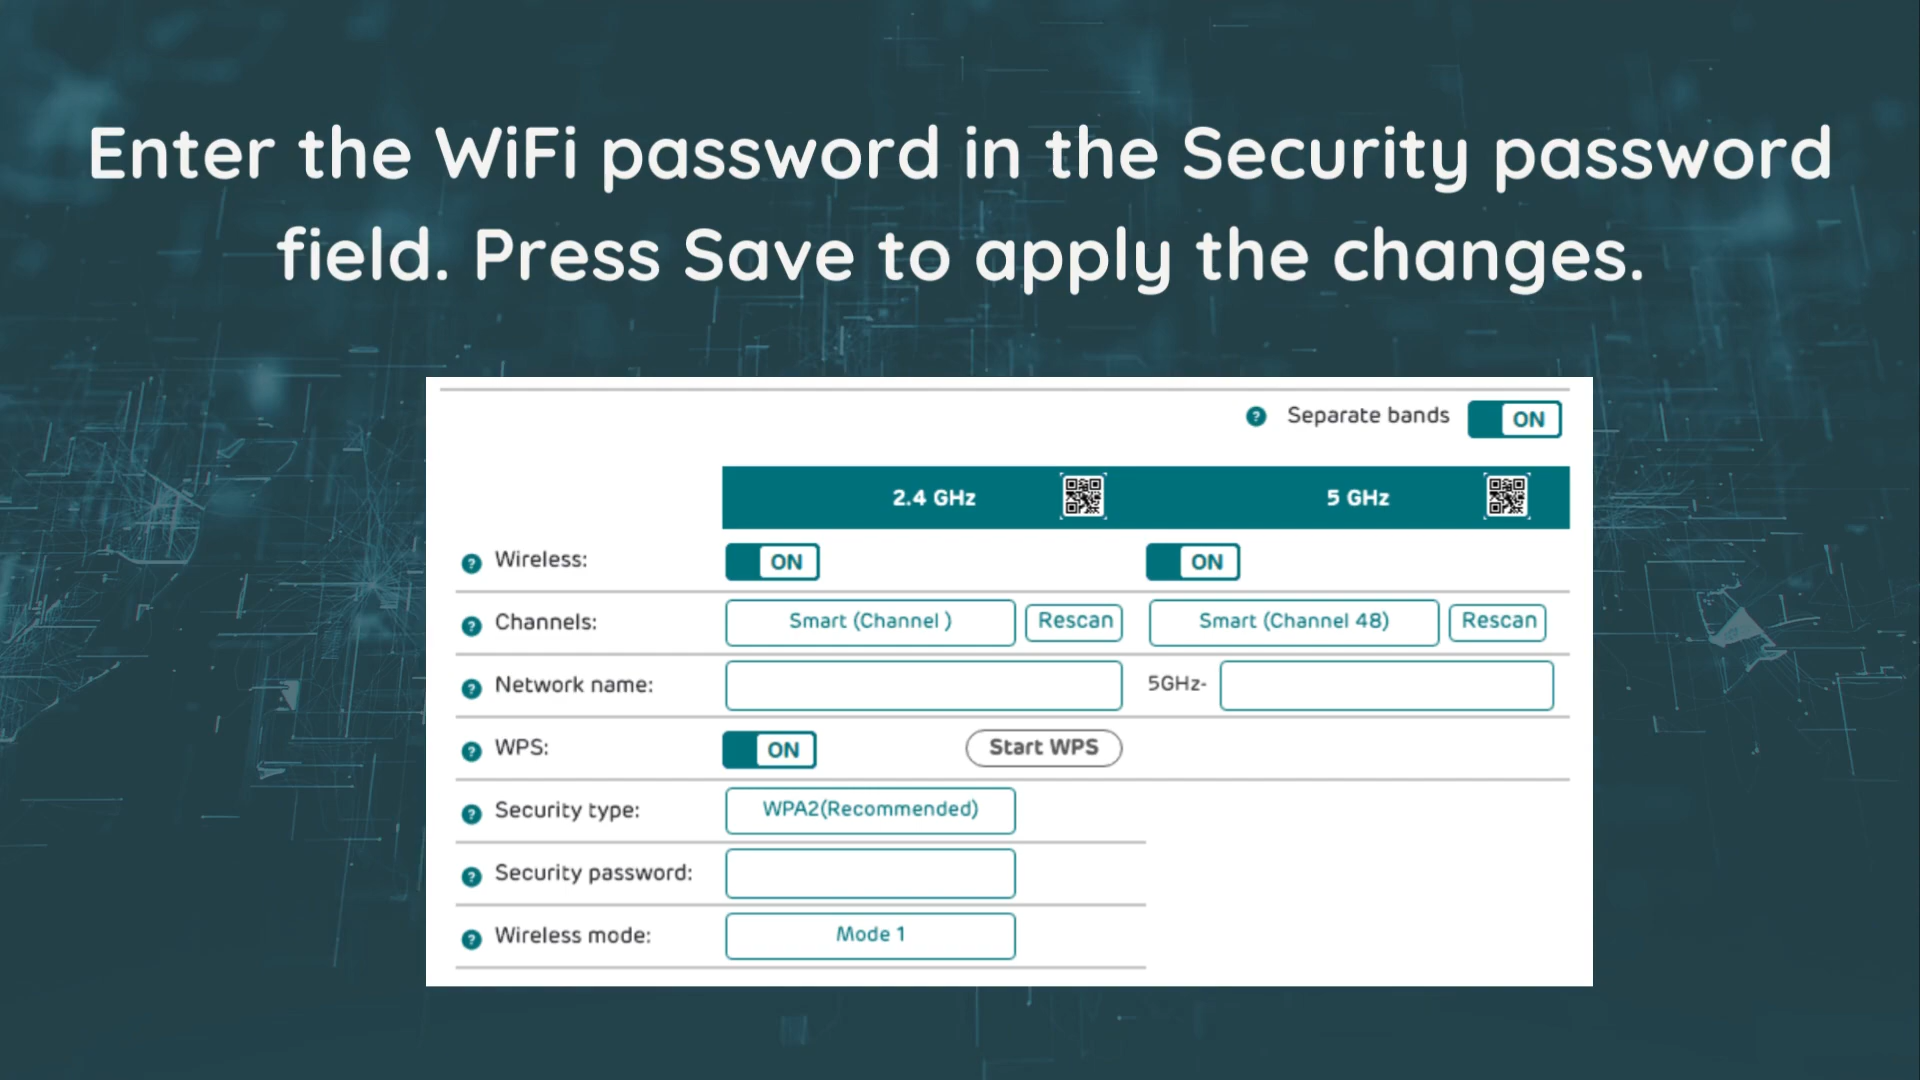 Enter the WiFi password in the Security password
field. Press Save to apply the changes.
? Separate bands ON
2.4 GHz 5 GHz
? Wireless: ON ON
? Channels: Smart (Channel ) Rescan Smart (Channel 48) Rescan
? Network name: 5GHz-
? WPS: ON Start WPS
? Security type: WPA2(Recommended)
? Security password:
? Wireless mode: Mode 1